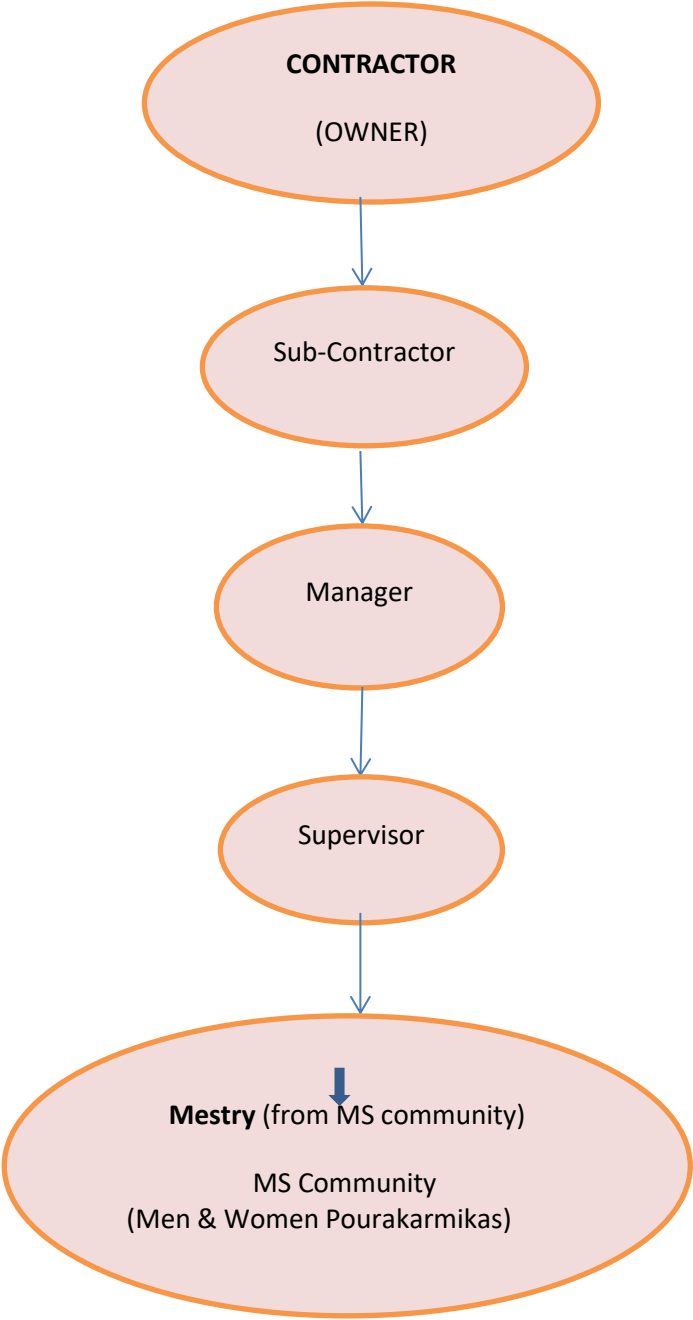 CONTRACTOR
(OWNER)
Sub-Contractor
Manager
Supervisor
Mestry (from MS community)
MS Community
(Men & Women Pourakarmikas)